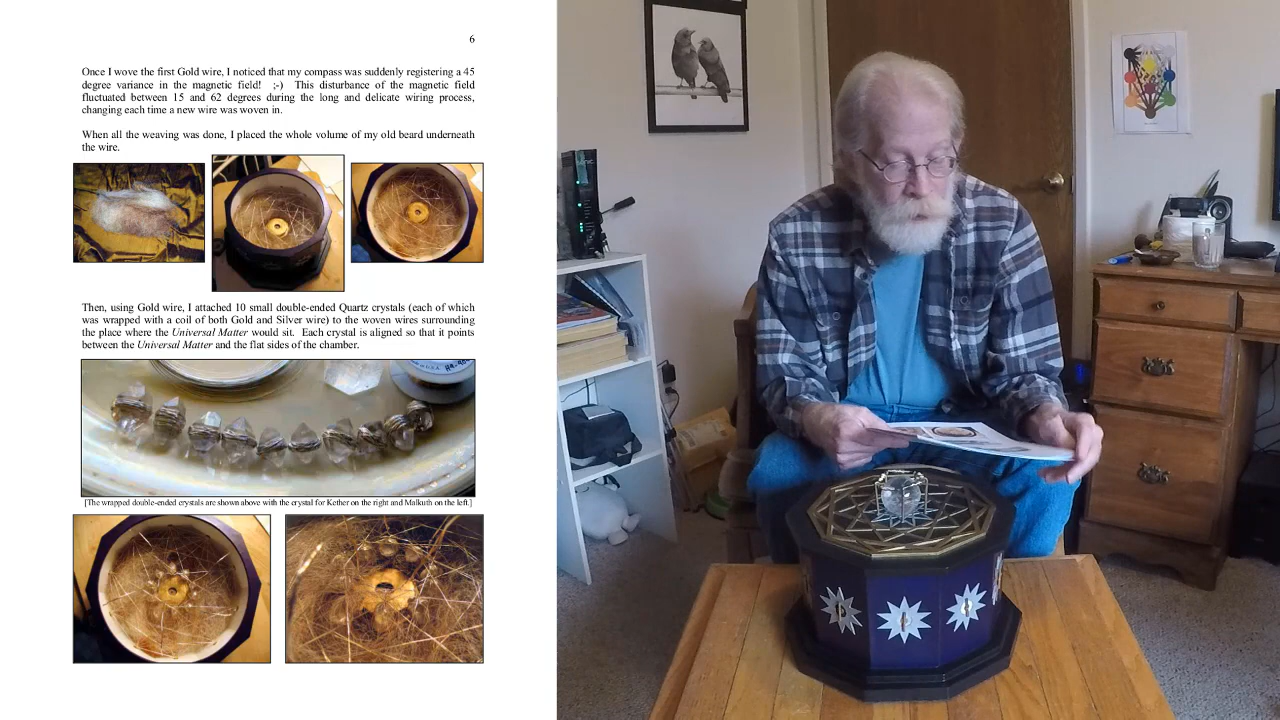 6
Once I wove the first Gold wire, I noticed that my compass was suddenly registering a 45
degree variance in the magnetic field!  ;-)  This disturbance of the magnetic field
fluctuated between 15 and 62 degrees during the long and delicate wiring process,
changing each time a new wire was woven in.
When all the weaving was done, I placed the whole volume of my old beard underneath
the wire.
Then, using Gold wire, I attached 10 small double-ended Quartz crystals (each of which
was wrapped with a coil of both Gold and Silver wire) to the woven wires surrounding
the place where the Universal Matter would sit.  Each crystal is aligned so that it points
between the Universal Matter and the flat sides of the chamber.
[The wrapped double-ended crystals are shown above with the crystal for Kether on the right and Malkuth on the left.]